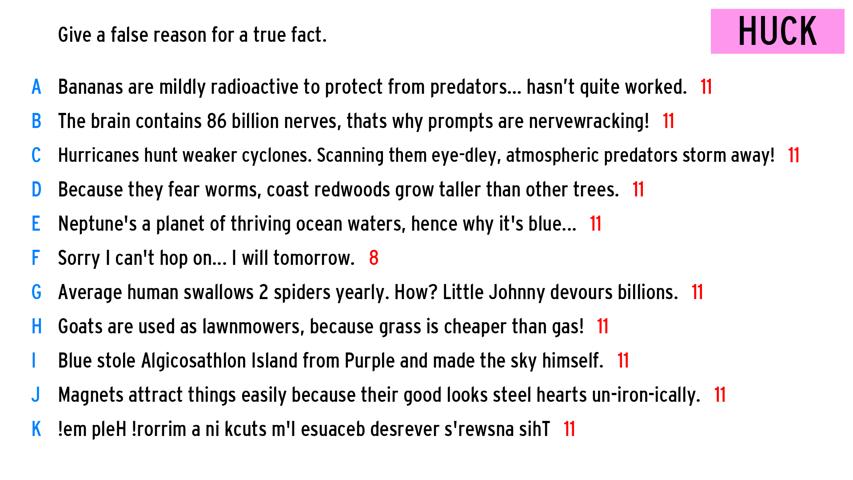 Give a false reason for a true fact.
HUCK
A Bananas are mildly radioactive to protect from predators... hasn't quite worked. 11
B The brain contains 86 billion nerves, thats why prompts are nervewracking! 11
C Hurricanes hunt weaker cyclones. Scanning them eye-dley, atmospheric predators storm away! 11
D Because they fear worms, coast redwoods grow taller than other trees. 11
E Neptune's a planet of thriving ocean waters, hence why it's blue... 11
F Sorry I can't hop on... I will tomorrow. 8
G Average human swallows 2 spiders yearly. How? Little Johnny devours billions. 11
H Goats are used as lawnmowers, because grass is cheaper than gas! 11
I Blue stole Algicosathlon Island from Purple and made the sky himself. 11
J Magnets attract things easily because their good looks steel hearts un-iron-ically. 11
K !em pleH !rorrim a ni kcuts m'I esuaceb desrever s'rewsna sihT 11